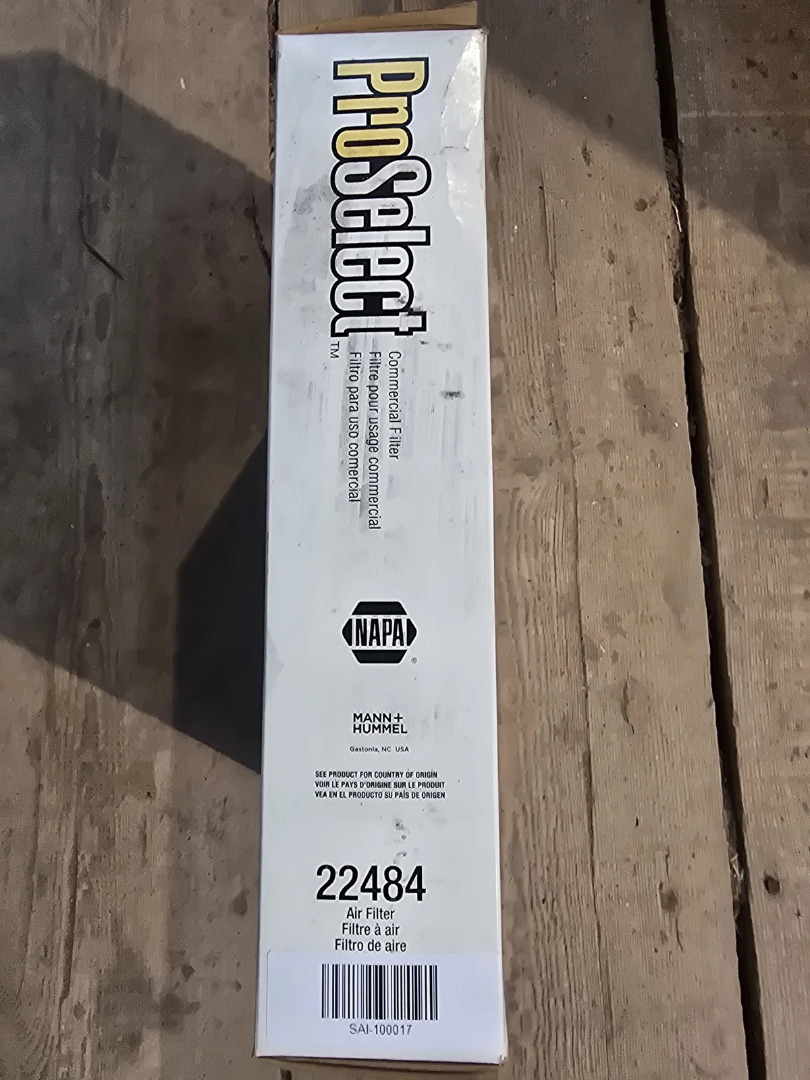 ProSelect™
Commercial Filter
Filtre pour usage commercial
Filtro para uso comercial
NAPA®
MANN+
HUMMEL
Gastonia, NC USA
SEE PRODUCT FOR COUNTRY OF ORIGIN
VOIR LE PAYS D'ORIGINE SUR LE PRODUIT
VEA EN EL PRODUCTO SU PAÍS DE ORIGEN
22484
Air Filter
Filtre à air
Filtro de aire
SAI-100017